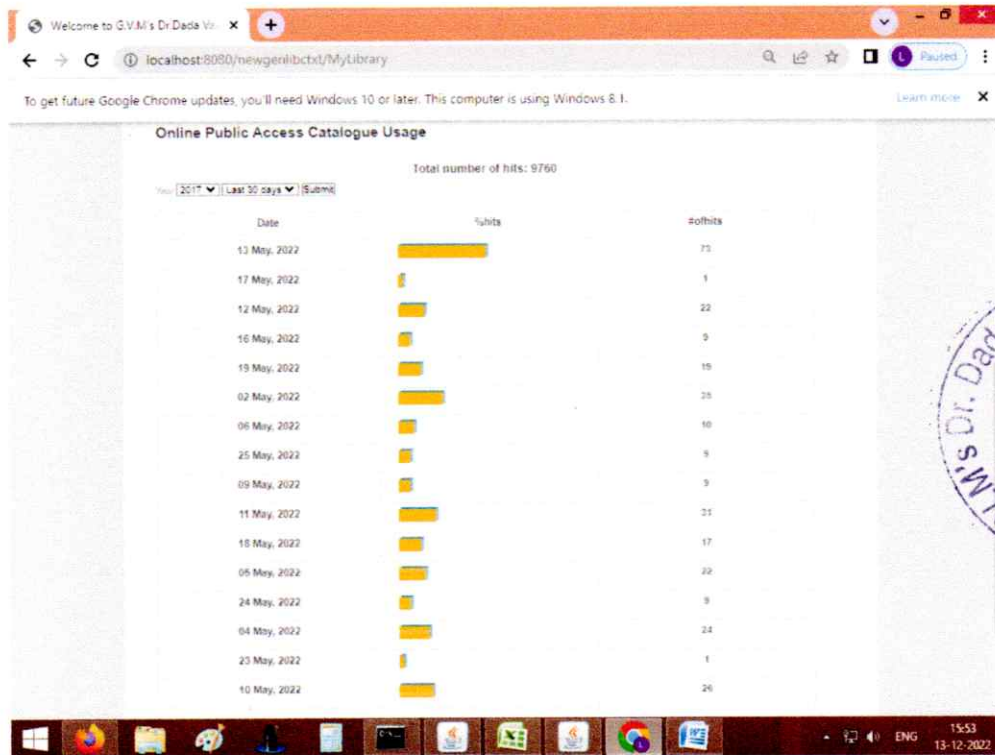 Welcome to G.V.M's Dr.Dada Va
localhost:8080/newgenlibctxt/MyLibrary
L Paused
To get future Google Chrome updates, you'll need Windows 10 or later. This computer is using Windows 8.1.
Learn more
Online Public Access Catalogue Usage
Total number of hits: 9760
Year 2017 Last 30 days Submit
Date %hits #ofhits
13 May, 2022
17 May, 2022 1
12 May, 2022 22
16 May, 2022 9
19 May, 2022 19
02 May, 2022
06 May, 2022 10
25 May, 2022 9
09 May, 2022 9
11 May, 2022 31
18 May, 2022 17
05 May, 2022 22
24 May, 2022 9
04 May, 2022 24
23 May, 2022 1
10 May, 2022 26
ENG
15:53
13-12-2022
.M's Dr. Dad